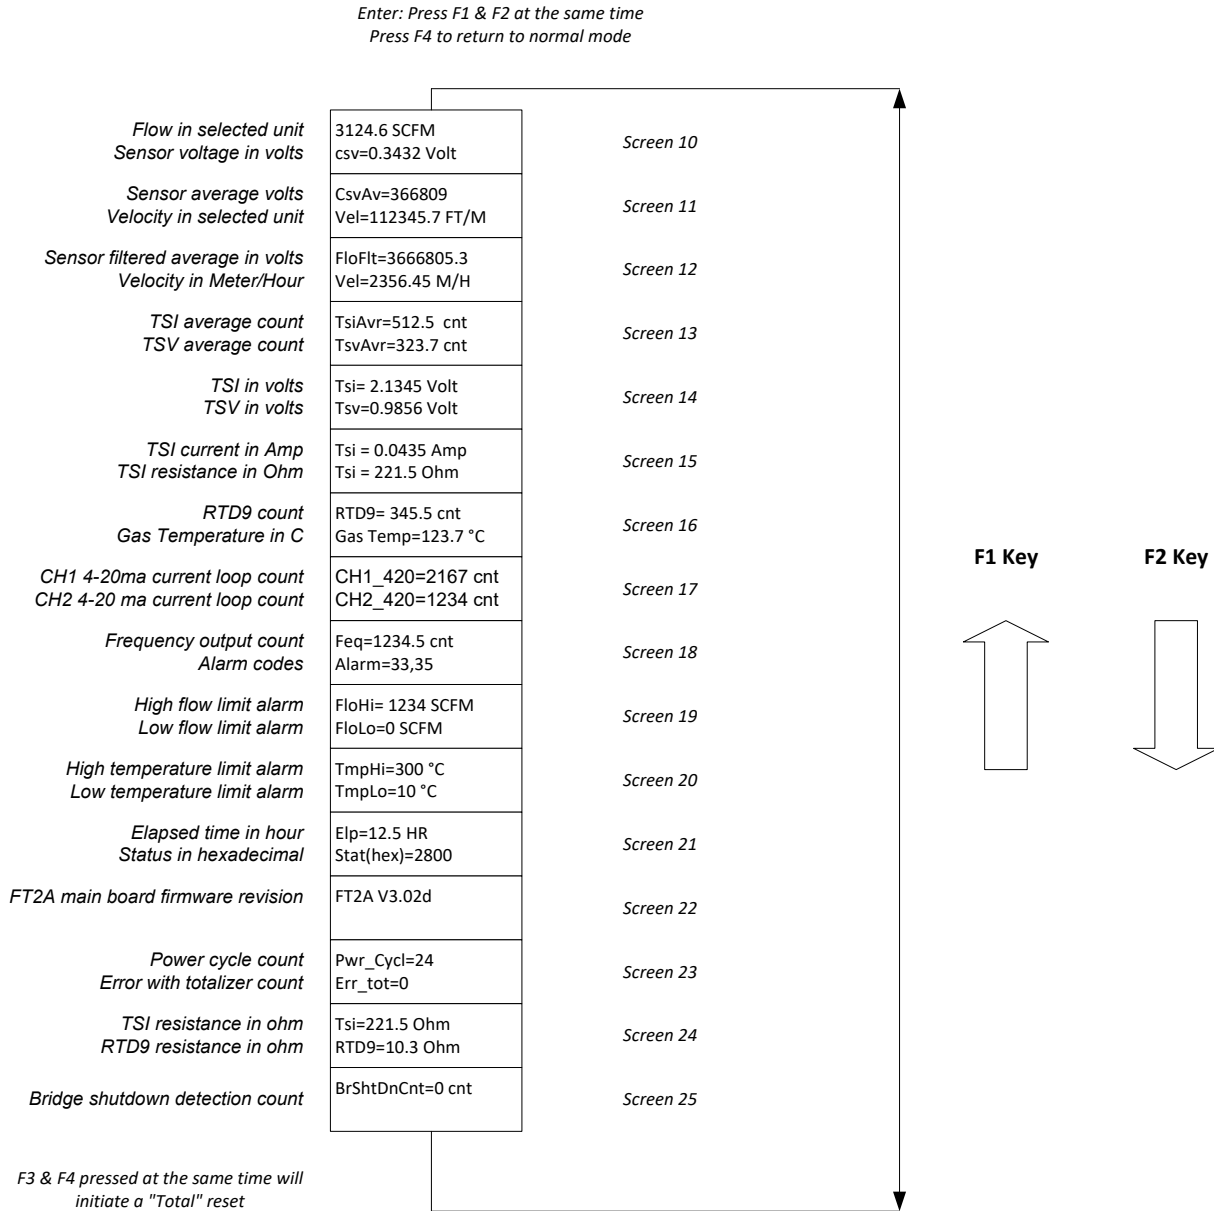 Enter: Press F1 & F2 at the same time
Press F4 to return to normal mode
Flow in selected unit
Sensor voltage in volts
3124.6 SCFM
csv=0.3432 Volt
Screen 10
Sensor average volts
Velocity in selected unit
CsvAv=366809
Vel=112345.7 FT/M
Screen 11
Sensor filtered average in volts
Velocity in Meter/Hour
FloFlt=3666805.3
Vel=2356.45 M/H
Screen 12
TSI average count
TSV average count
TsiAvr=512.5 cnt
TsvAvr=323.7 cnt
Screen 13
TSI in volts
TSV in volts
Tsi= 2.1345 Volt
Tsv=0.9856 Volt
Screen 14
TSI current in Amp
TSI resistance in Ohm
Tsi = 0.0435 Amp
Tsi = 221.5 Ohm
Screen 15
RTD9 count
Gas Temperature in C
RTD9= 345.5 cnt
Gas Temp=123.7 °C
Screen 16
CH1 4-20ma current loop count
CH2 4-20 ma current loop count
CH1_420=2167 cnt
CH2_420=1234 cnt
Screen 17
Frequency output count
Alarm codes
Feq=1234.5 cnt
Alarm=33,35
Screen 18
High flow limit alarm
Low flow limit alarm
FloHi= 1234 SCFM
FloLo=0 SCFM
Screen 19
High temperature limit alarm
Low temperature limit alarm
TmpHi=300 °C
TmpLo=10 °C
Screen 20
Elapsed time in hour
Status in hexadecimal
Elp=12.5 HR
Stat(hex)=2800
Screen 21
FT2A main board firmware revision
FT2A V3.02d
Screen 22
Power cycle count
Error with totalizer count
Pwr_Cycl=24
Err_tot=0
Screen 23
TSI resistance in ohm
RTD9 resistance in ohm
Tsi=221.5 Ohm
RTD9=10.3 Ohm
Screen 24
Bridge shutdown detection count
BrShtDnCnt=0 cnt
Screen 25
F1 Key
F2 Key
F3 & F4 pressed at the same time will
initiate a "Total" reset